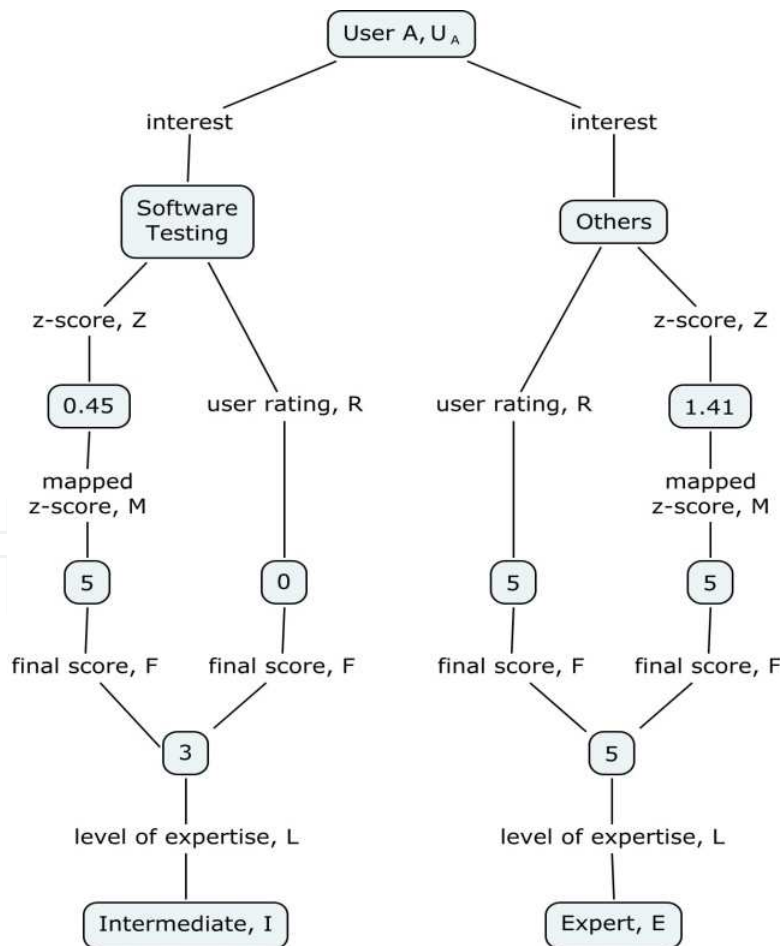 User A, U_A
interest
interest
Software
Testing
Others
z-score, Z
z-score, Z
0.45
user rating, R
user rating, R
1.41
mapped
z-score, M
mapped
z-score, M
5
0
5
5
final score, F
final score, F
final score, F
final score, F
3
5
level of expertise, L
level of expertise, L
Intermediate, I
Expert, E